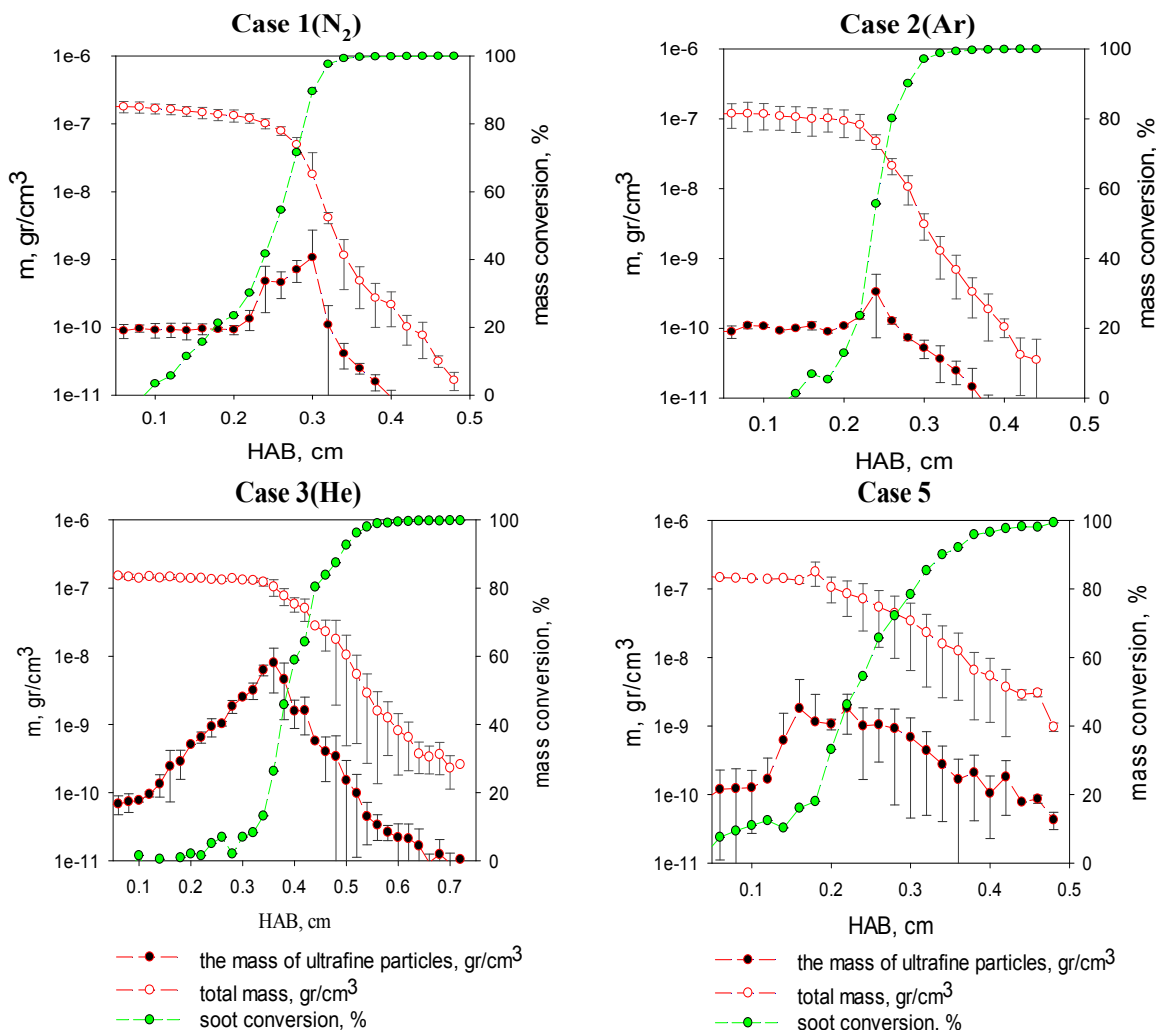 Case 1(N2)
1e-6
1e-7
1e-8
1e-9
1e-10
1e-11
m, gr/cm3
100
80
60
40
20
0
mass conversion, %
0.1 0.2 0.3 0.4 0.5
HAB, cm
Case 2(Ar)
1e-6
1e-7
1e-8
1e-9
1e-10
1e-11
m, gr/cm3
100
80
60
40
20
0
mass conversion, %
0.1 0.2 0.3 0.4 0.5
HAB, cm
Case 3(He)
1e-6
1e-7
1e-8
1e-9
1e-10
1e-11
m, gr/cm3
100
80
60
40
20
0
mass conversion, %
0.1 0.2 0.3 0.4 0.5 0.6 0.7
HAB, cm
the mass of ultrafine particles, gr/cm3
total mass, gr/cm3
soot conversion, %
Case 5
1e-6
1e-7
1e-8
1e-9
1e-10
1e-11
m, gr/cm3
100
80
60
40
20
0
mass conversion, %
0.1 0.2 0.3 0.4 0.5
HAB, cm
the mass of ultrafine particles, gr/cm3
total mass, gr/cm3
soot conversion, %